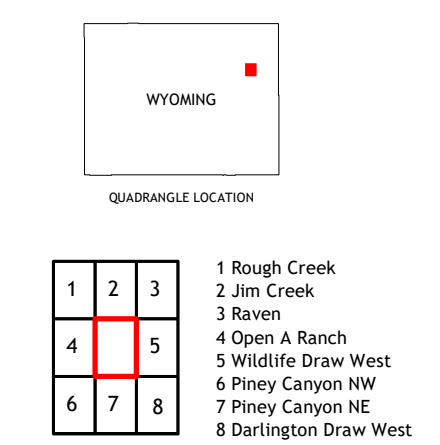 WYOMING
QUADRANGLE LOCATION
1 2 3
4 5
6 7 8
1 Rough Creek
2 Jim Creek
3 Raven
4 Open A Ranch
5 Wildlife Draw West
6 Piney Canyon NW
7 Piney Canyon NE
8 Darlington Draw West